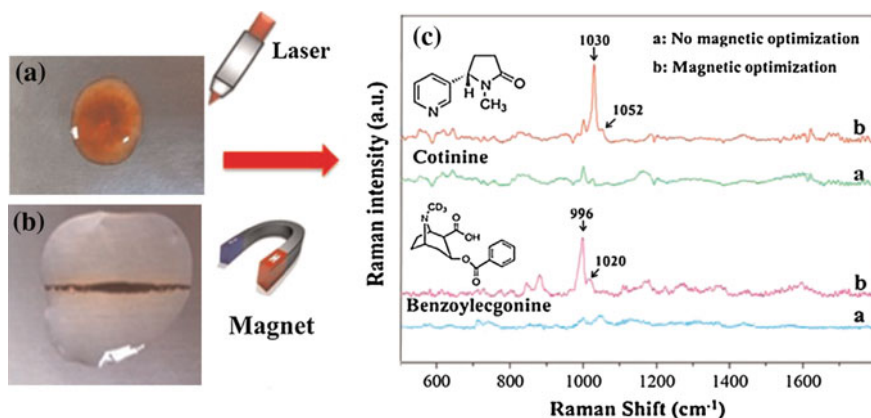 (a)
Laser
(b)
Magnet
(c)
a: No magnetic optimization
b: Magnetic optimization
1030
1052
N
H
N
O
CH₃
b
Cotinine
a
CD₃
N
O
OH
O
O
996
1020
b
Benzoylecgonine
a
Raman intensity (a.u.)
600 800 1000 1200 1400 1600
Raman Shift (cm⁻¹)